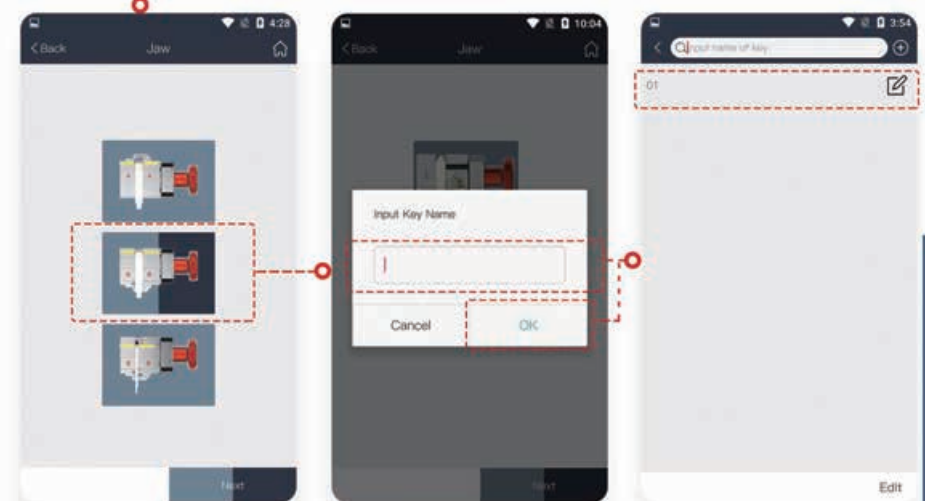 4:28
< Back
Jaw
Next
10:04
< Back
Jaw
Input Key Name
Cancel
OK
Next
3:54
Input name of key
01
Edit